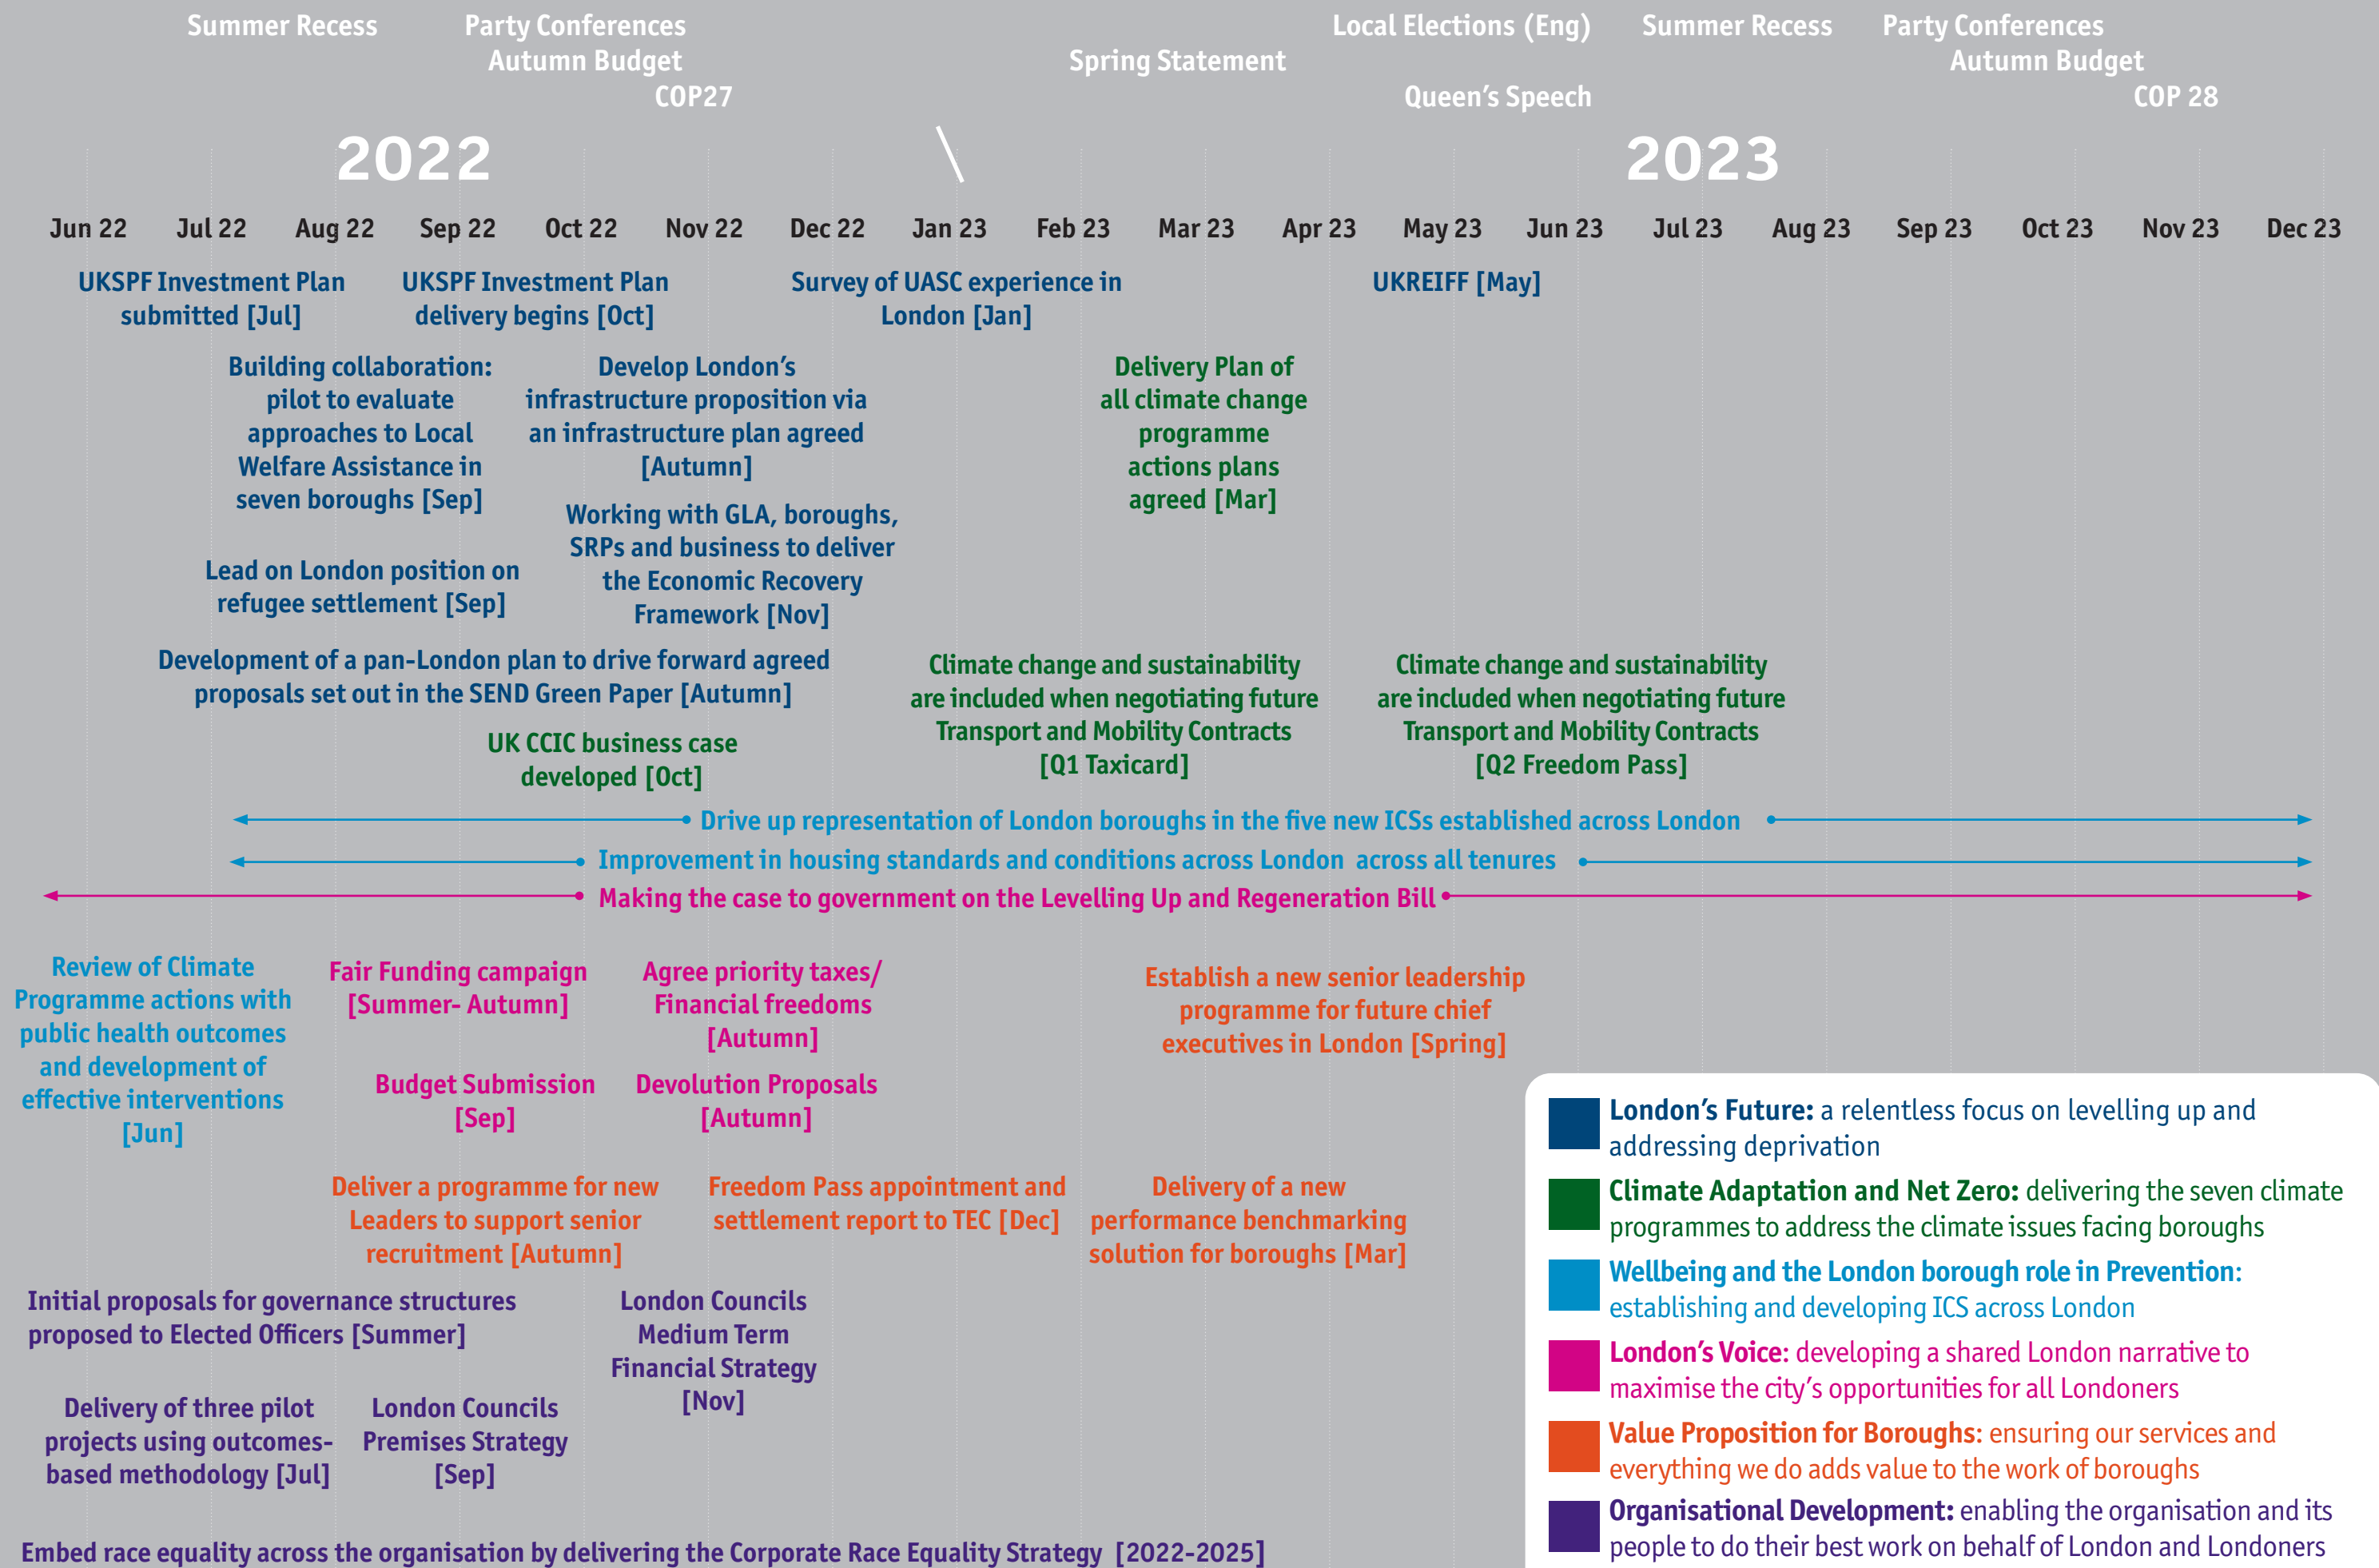 Summer Recess
Party Conferences
Autumn Budget
COP27
Spring Statement
Local Elections (Eng)
Queen's Speech
Summer Recess
Party Conferences
Autumn Budget
COP 28
2022
\
2023
Jun 22 Jul 22 Aug 22 Sep 22 Oct 22 Nov 22 Dec 22 Jan 23 Feb 23 Mar 23 Apr 23 May 23 Jun 23 Jul 23 Aug 23 Sep 23 Oct 23 Nov 23 Dec 23
UKSPF Investment Plan
submitted [Jul]
UKSPF Investment Plan
delivery begins [Oct]
Survey of UASC experience in
London [Jan]
UKREIFF [May]
Building collaboration:
pilot to evaluate
approaches to Local
Welfare Assistance in
seven boroughs [Sep]
Develop London's
infrastructure proposition via
an infrastructure plan agreed
[Autumn]
Delivery Plan of
all climate change
programme
actions plans
agreed [Mar]
Working with GLA, boroughs,
SRPs and business to deliver
the Economic Recovery
Framework [Nov]
Lead on London position on
refugee settlement [Sep]
Development of a pan-London plan to drive forward agreed
proposals set out in the SEND Green Paper [Autumn]
Climate change and sustainability
are included when negotiating future
Transport and Mobility Contracts
[Q1 Taxicard]
Climate change and sustainability
are included when negotiating future
Transport and Mobility Contracts
[Q2 Freedom Pass]
UK CCIC business case
developed [Oct]
Drive up representation of London boroughs in the five new ICSs established across London
Improvement in housing standards and conditions across London across all tenures
Making the case to government on the Levelling Up and Regeneration Bill
Review of Climate
Programme actions with
public health outcomes
and development of
effective interventions
[Jun]
Fair Funding campaign
[Summer- Autumn]
Agree priority taxes/
Financial freedoms
[Autumn]
Establish a new senior leadership
programme for future chief
executives in London [Spring]
Budget Submission
[Sep]
Devolution Proposals
[Autumn]
Deliver a programme for new
Leaders to support senior
recruitment [Autumn]
Freedom Pass appointment and
settlement report to TEC [Dec]
Delivery of a new
performance benchmarking
solution for boroughs [Mar]
Initial proposals for governance structures
proposed to Elected Officers [Summer]
London Councils
Medium Term
Financial Strategy
[Nov]
Delivery of three pilot
projects using outcomes-
based methodology [Jul]
London Councils
Premises Strategy
[Sep]
Embed race equality across the organisation by delivering the Corporate Race Equality Strategy [2022-2025]
London's Future: a relentless focus on levelling up and
addressing deprivation
Climate Adaptation and Net Zero: delivering the seven climate
programmes to address the climate issues facing boroughs
Wellbeing and the London borough role in Prevention:
establishing and developing ICS across London
London's Voice: developing a shared London narrative to
maximise the city's opportunities for all Londoners
Value Proposition for Boroughs: ensuring our services and
everything we do adds value to the work of boroughs
Organisational Development: enabling the organisation and its
people to do their best work on behalf of London and Londoners